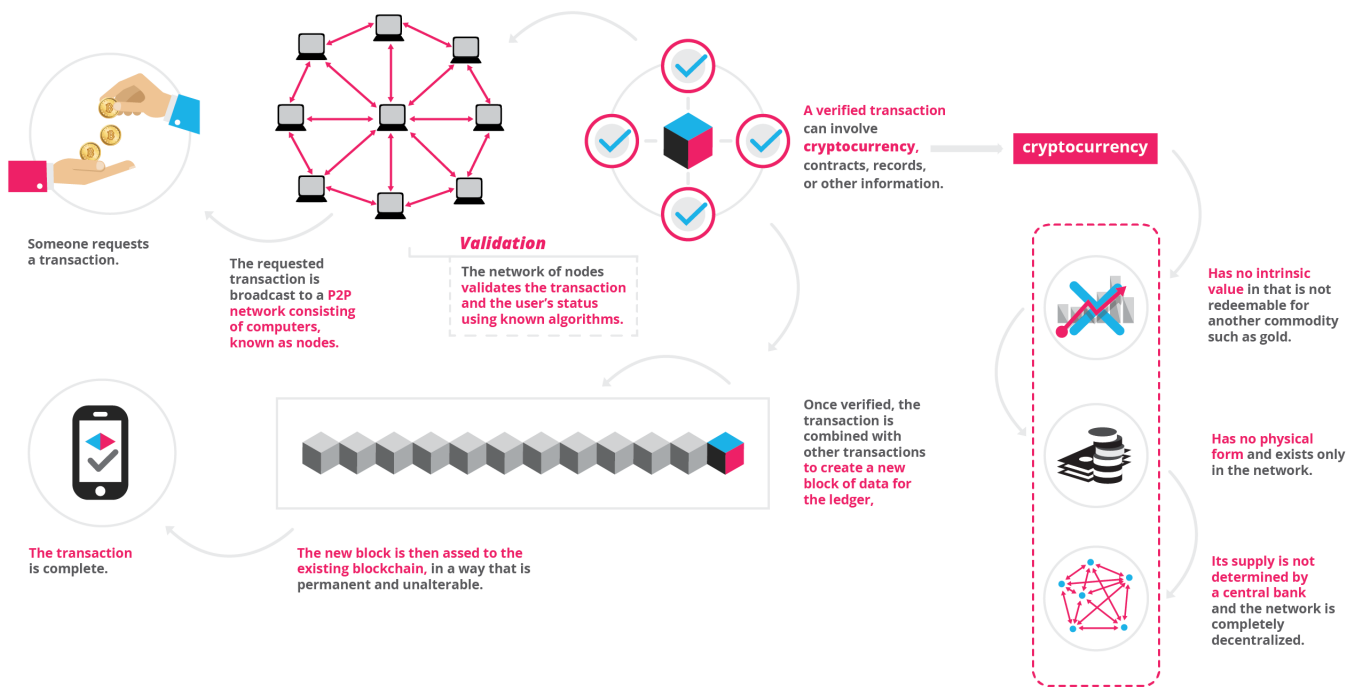 Someone requests
a transaction.
The requested
transaction is
broadcast to a P2P
network consisting
of computers,
known as nodes.
Validation
The network of nodes
validates the transaction
and the user's status
using known algorithms.
A verified transaction
can involve
cryptocurrency,
contracts, records,
or other information.
cryptocurrency
Has no intrinsic
value in that is not
redeemable for
another commodity
such as gold.
Has no physical
form and exists only
in the network.
Its supply is not
determined by
a central bank
and the network is
completely
decentralized.
Once verified, the
transaction is
combined with
other transactions
to create a new
block of data for
the ledger,
The new block is then assed to the
existing blockchain, in a way that is
permanent and unalterable.
The transaction
is complete.